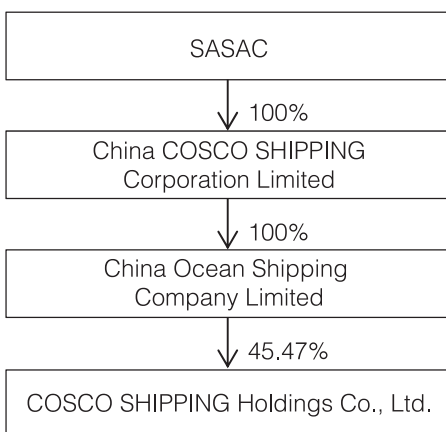 SASAC
100%
China COSCO SHIPPING
Corporation Limited
100%
China Ocean Shipping
Company Limited
45.47%
COSCO SHIPPING Holdings Co., Ltd.